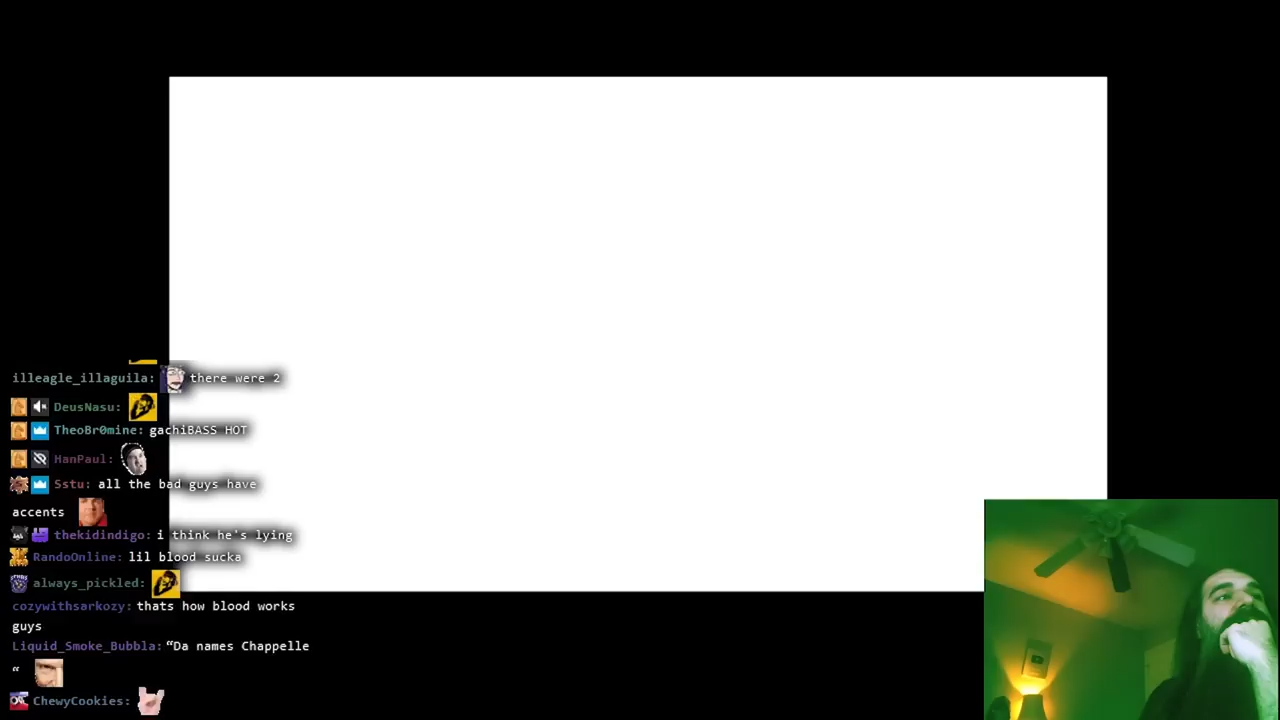 illeagle_illaguila: there were 2
DeusNasu:
TheoBr0mine: gachiBASS HOT
HanPaul:
Sstu: all the bad guys have
accents
thekidindigo: i think he's lying
RandoOnline: lil blood sucka
always_pickled:
cozywithsarkozy: thats how blood works
guys
Liquid_Smoke_Bubbla: “Da names Chappelle
“
ChewyCookies: